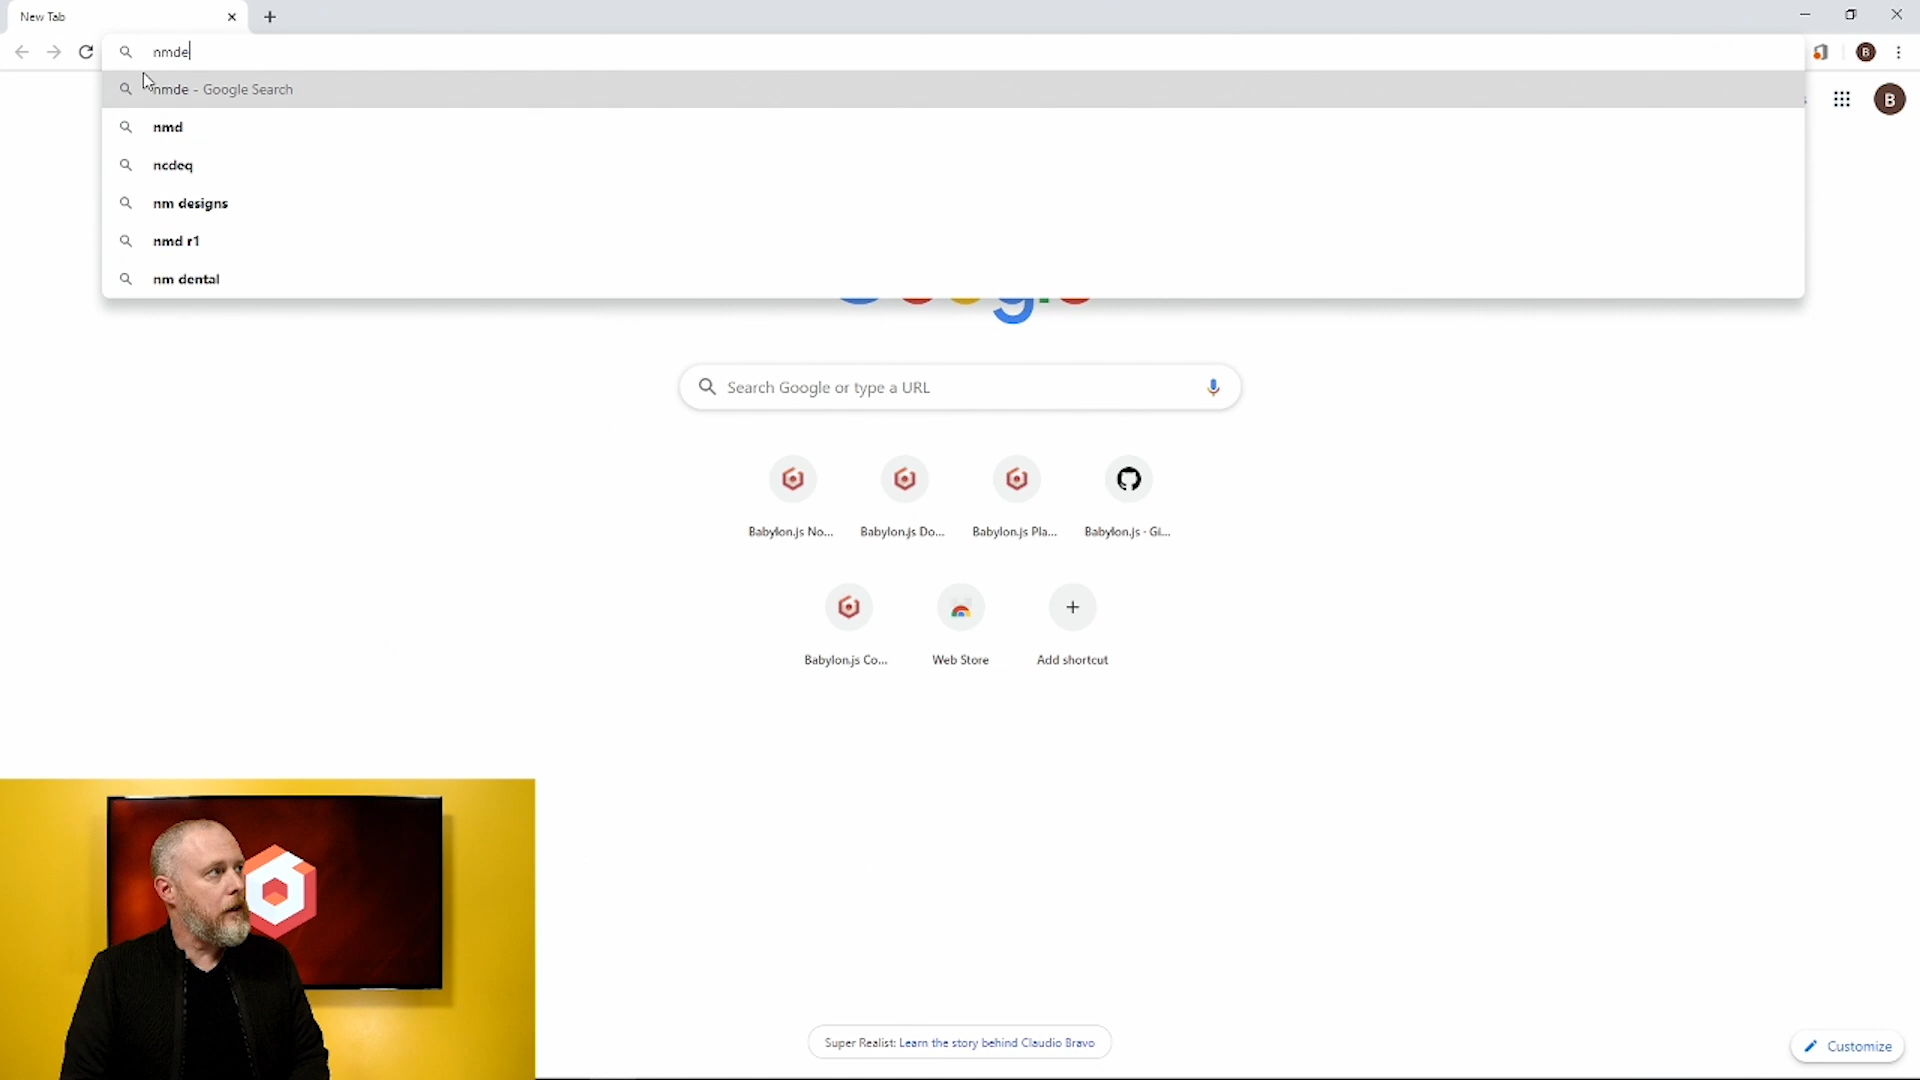 New Tab
nmde
nmde - Google Search
nmd
ncdeq
nm designs
nmd r1
nm dental
B
B
Search Google or type a URL
Babylon.js No...
Babylon.js Do...
Babylon.js Pla...
Babylon.js - Gi...
Babylon.js Co...
Web Store
Add shortcut
Super Realist: Learn the story behind Claudio Bravo
Customize